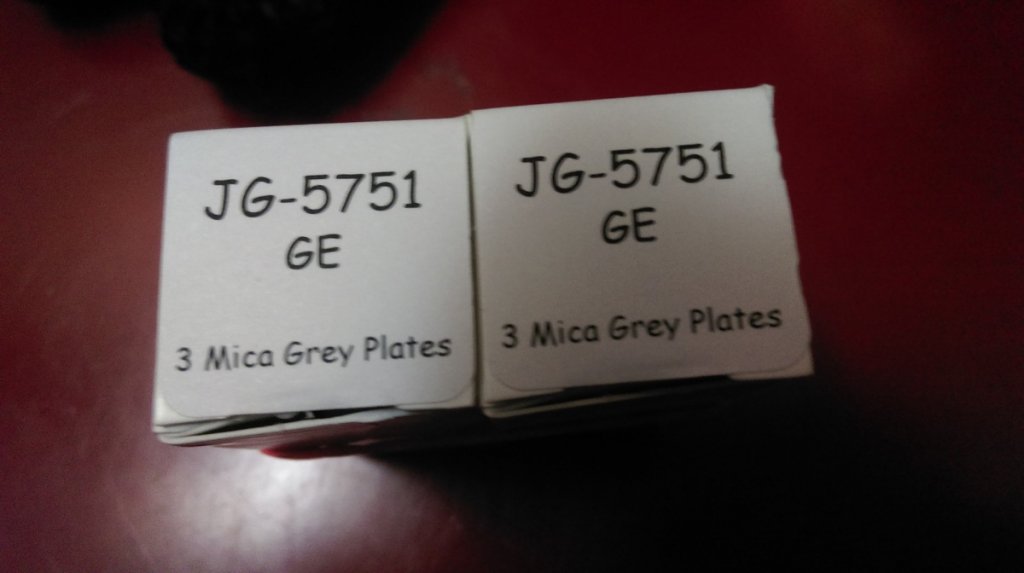 JG-5751
GE
3 Mica Grey Plates
JG-5751
GE
3 Mica Grey Plates